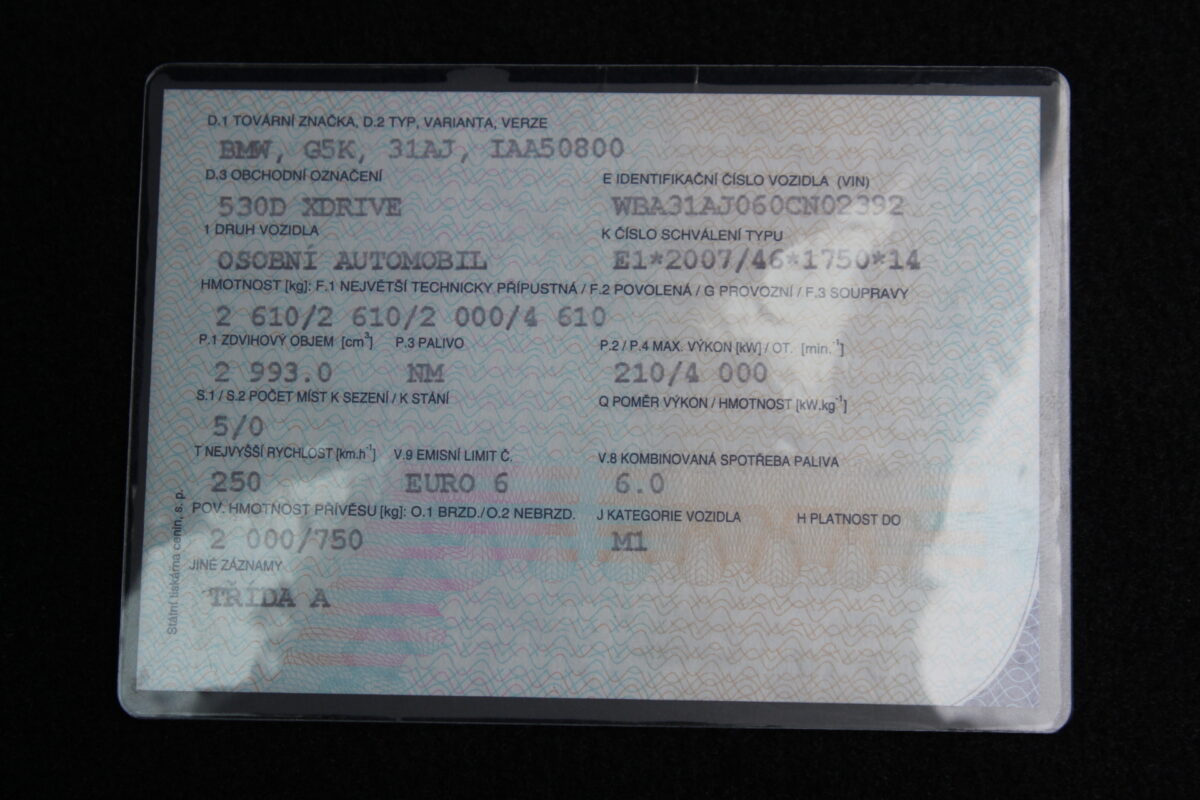 D.1 TOVÁRNÍ ZNAČKA, D.2 TYP, VARIANTA, VERZE
BMW, G5K, 31AJ, IAA50800
D.3 OBCHODNÍ OZNAČENÍ E IDENTIFIKAČNÍ ČÍSLO VOZIDLA (VIN)
530D XDRIVE WBA31AJ060CN02392
1 DRUH VOZIDLA K ČÍSLO SCHVÁLENÍ TYPU
OSOBNÍ AUTOMOBIL E1*2007/46*1750*14
HMOTNOST [kg]: F.1 NEJVĚTŠÍ TECHNICKY PŘÍPUSTNÁ / F.2 POVOLENÁ / G PROVOZNÍ / F.3 SOUPRAVY
2 610/2 610/2 000/4 610
P.1 ZDVIHOVÝ OBJEM [cm³] P.3 PALIVO P.2 / P.4 MAX. VÝKON [kW] / OT. [min.⁻¹]
2 993.0 NM 210/4 000
S.1 / S.2 POČET MÍST K SEZENÍ / K STÁNÍ Q POMĚR VÝKON / HMOTNOST [kW.kg⁻¹]
5/0
T NEJVYŠŠÍ RYCHLOST [km.h⁻¹] V.9 EMISNÍ LIMIT Č. V.8 KOMBINOVANÁ SPOTŘEBA PALIVA
250 EURO 6 6.0
POV. HMOTNOST PŘÍVĚSU [kg]: O.1 BRZD./O.2 NEBRZD. J KATEGORIE VOZIDLA H PLATNOST DO
2 000/750 M1
JINÉ ZÁZNAMY
TŘÍDA A
Státní tiskárna cenin, s. p.